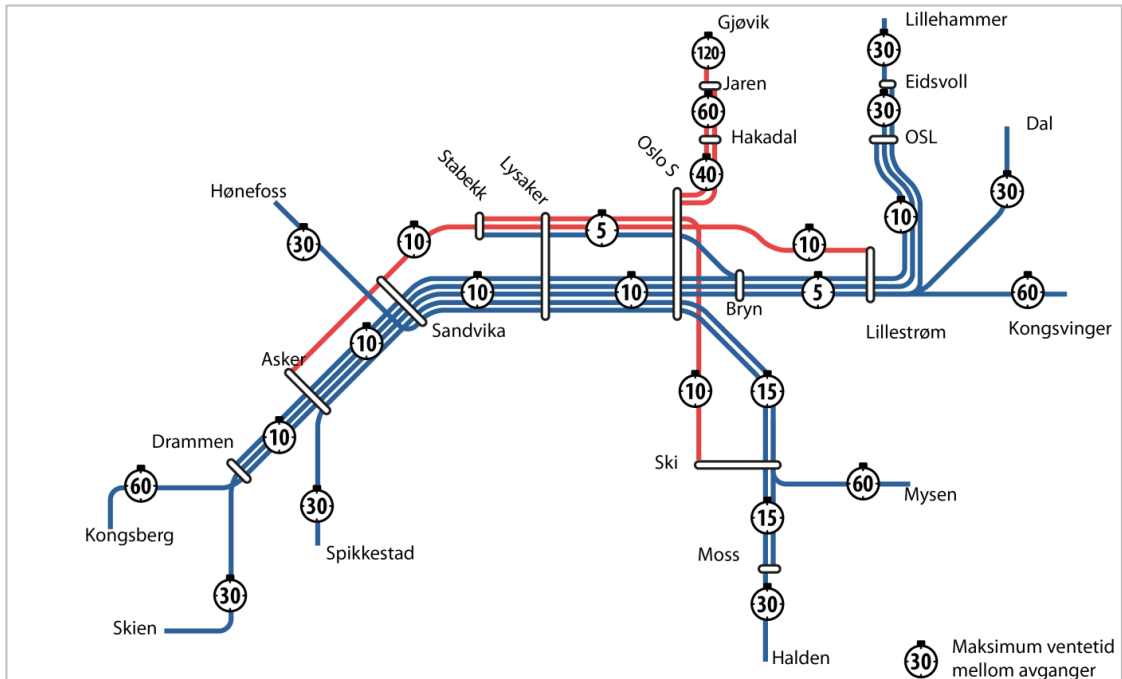 Gjøvik
Lillehammer
120
30
Jaren
Eidsvoll
60
30
Hakadal
OSL
Dal
Oslo S
40
Stabekk
Lysaker
Hønefoss
30
30
10
5
10
10
10
10
5
60
Sandvika
Bryn
Lillestrøm
Kongsvinger
10
Asker
10
15
Drammen
10
Ski
60
60
Mysen
Kongsberg
30
15
Spikkestad
Moss
30
30
Skien
Halden
30
Maksimum ventetid
mellom avganger